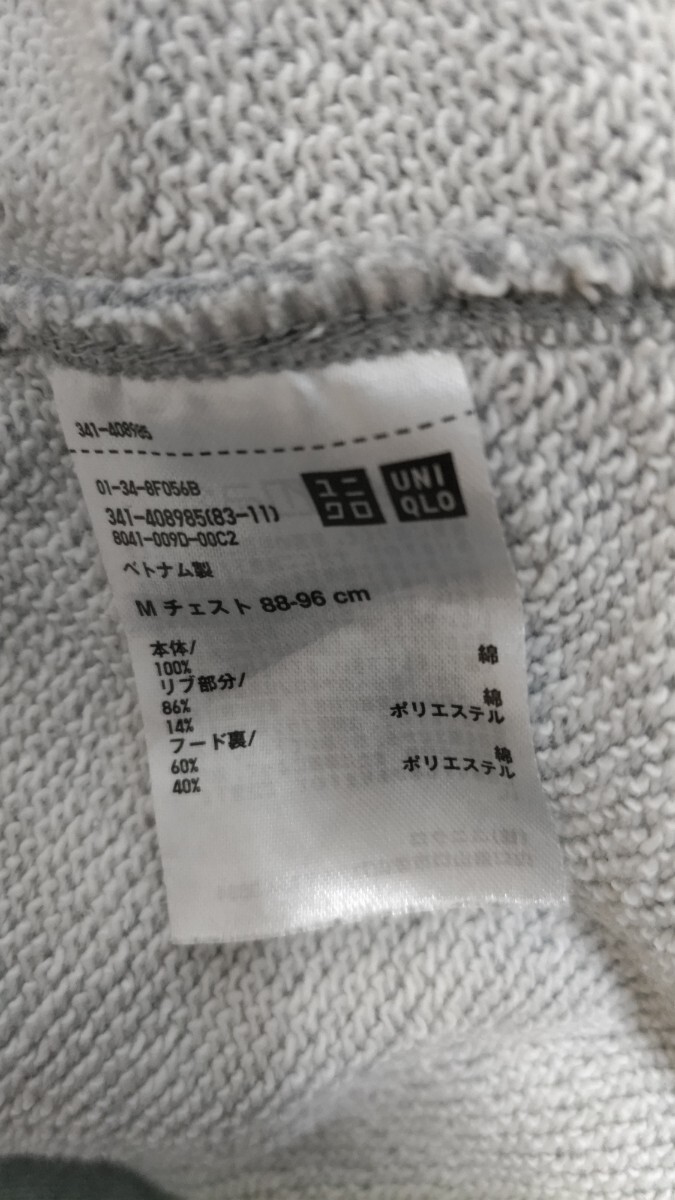 341-408985
01-34-8F056B
ユニクロ
UNIQLO
341-408985(83-11)
8041-009D-00C2
ベトナム製
M チェスト 88-96 cm
本体/
100% 綿
リブ部分/
86% 綿
14% ポリエステル
フード裏/
60% 綿
40% ポリエステル